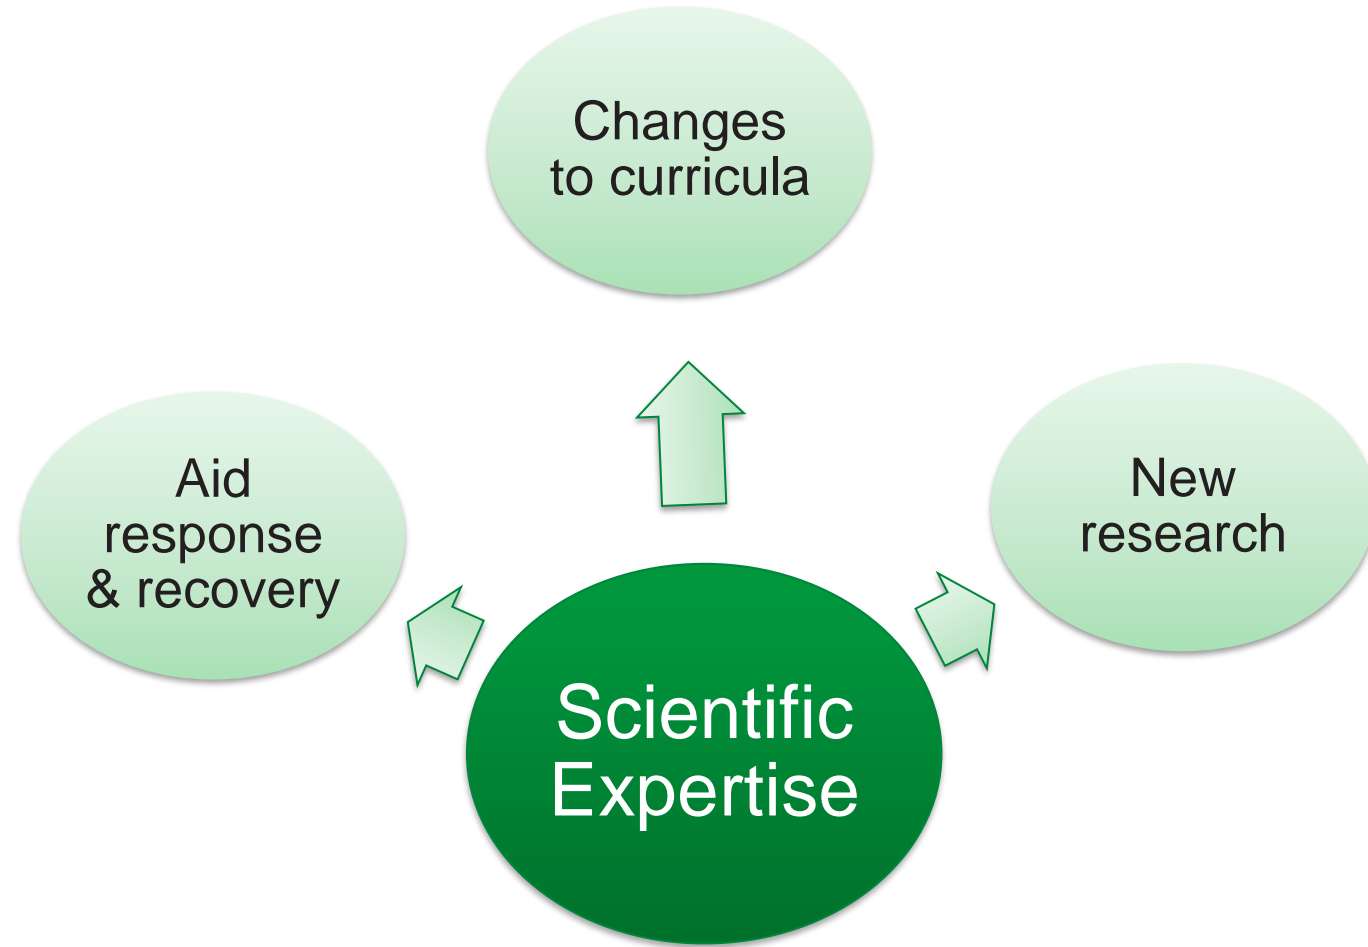 Changes
to curricula
Aid
response
& recovery
New
research
Scientific
Expertise